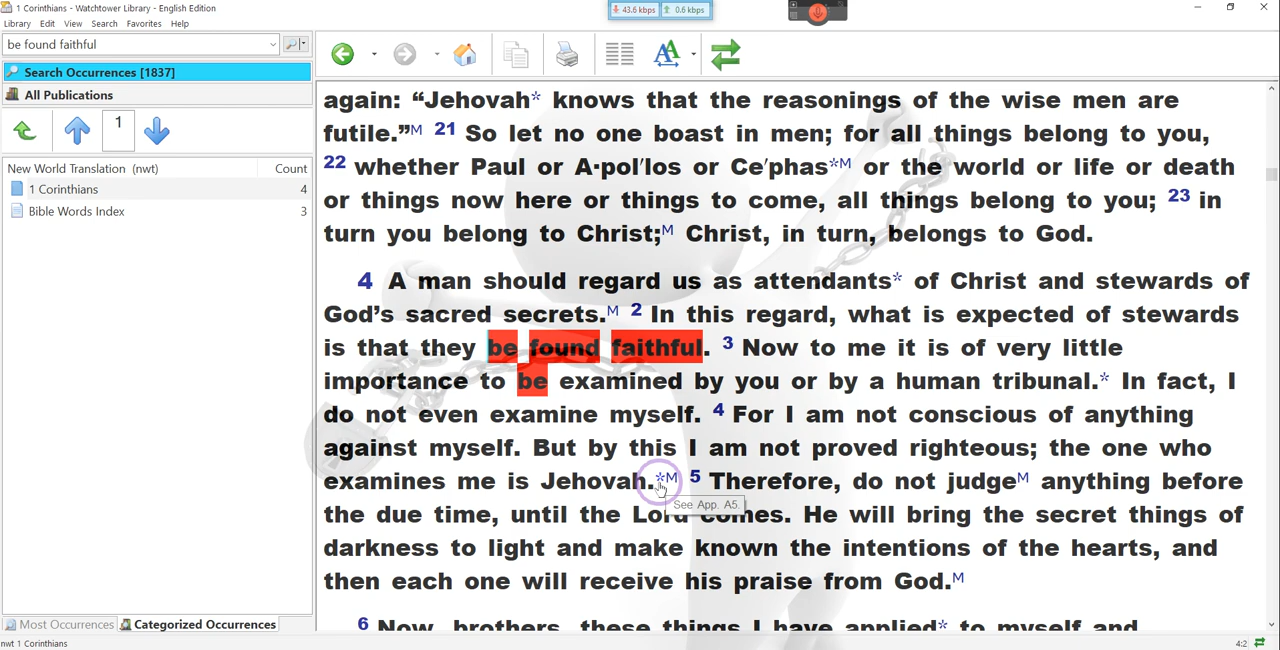 1 Corinthians - Watchtower Library - English Edition
43.6 kbps 0.6 kbps
Library Edit View Search Favorites Help
be found faithful
Search Occurrences [1837]
All Publications
1
New World Translation (nwt) Count
1 Corinthians 4
Bible Words Index 3
again: “Jehovah* knows that the reasonings of the wise men are
futile.”M 21 So let no one boast in men; for all things belong to you,
22 whether Paul or A·polʹlos or Ceʹphas*M or the world or life or death
or things now here or things to come, all things belong to you; 23 in
turn you belong to Christ;M Christ, in turn, belongs to God.
4 A man should regard us as attendants* of Christ and stewards of
God’s sacred secrets.M 2 In this regard, what is expected of stewards
is that they be found faithful. 3 Now to me it is of very little
importance to be examined by you or by a human tribunal.* In fact, I
do not even examine myself. 4 For I am not conscious of anything
against myself. But by this I am not proved righteous; the one who
examines me is Jehovah.*M 5 Therefore, do not judgeM anything before
See App. A5.
the due time, until the Lord comes. He will bring the secret things of
darkness to light and make known the intentions of the hearts, and
then each one will receive his praise from God.M
6 Now, brothers, these things I have applied* to myself and
Most Occurrences Categorized Occurrences
nwt 1 Corinthians 4:2